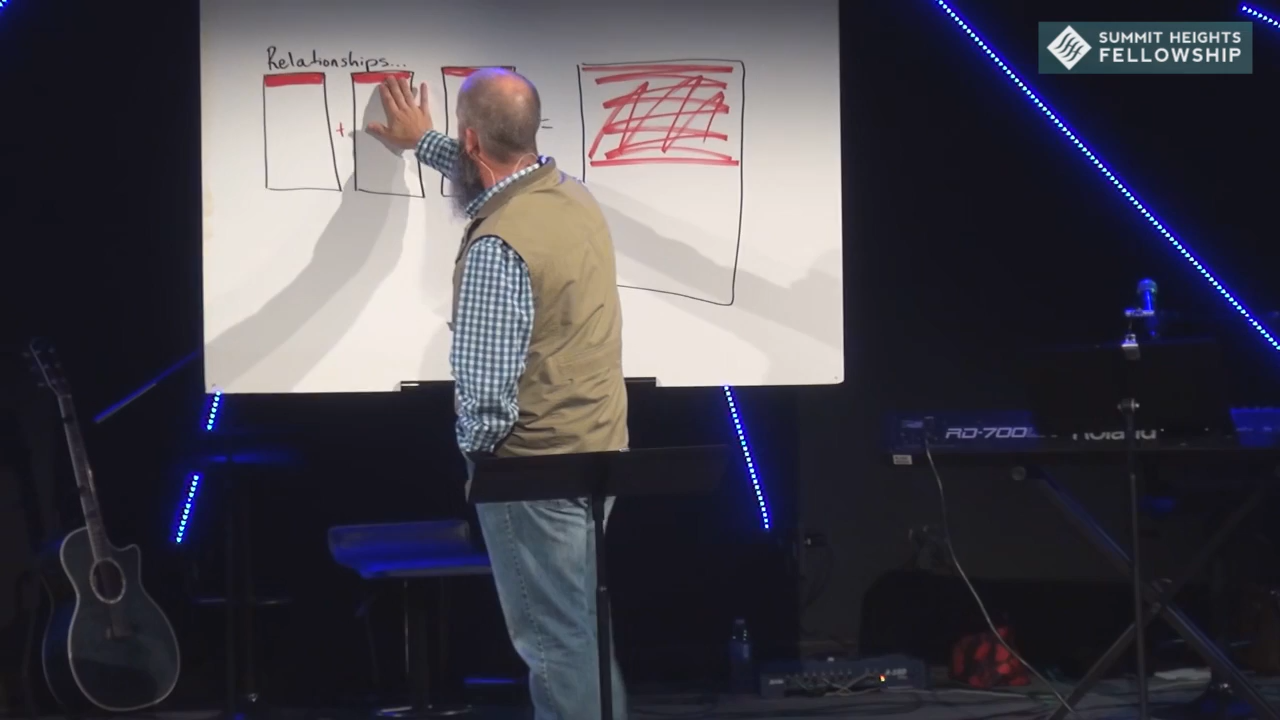 SUMMIT HEIGHTS
FELLOWSHIP
Relationships...
+
=
RD-700
Roland